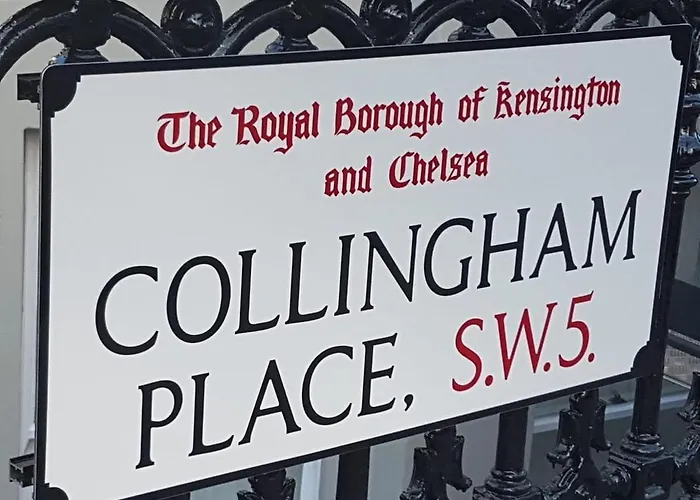 The Royal Borough of Kensington
and Chelsea
COLLINGHAM
PLACE, S.W.5.